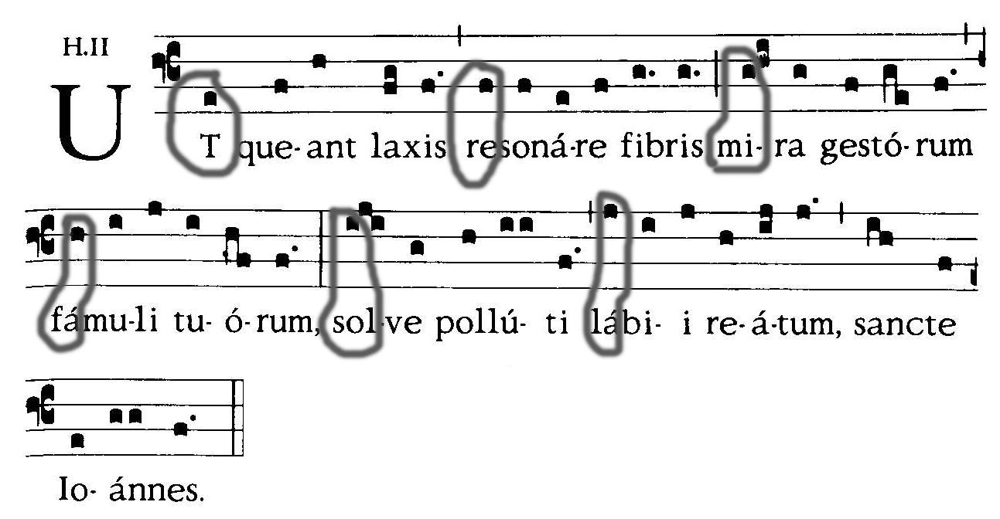 H.II
UT que-ant laxis resoná-re fibris mi-ra gestó-rum
fámu-li tu-ó-rum, sol-ve pollú-ti lábi-i re-á-tum, sancte
Io-ánnes.